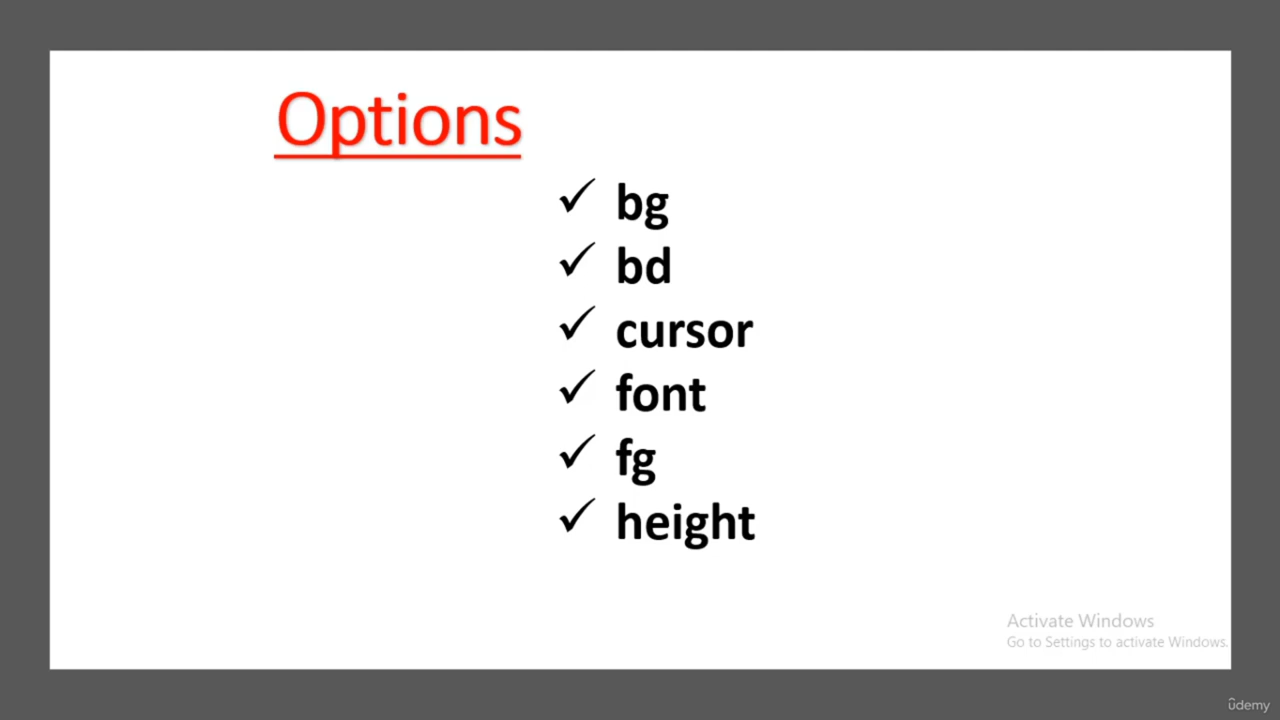 Options
✓ bg
✓ bd
✓ cursor
✓ font
✓ fg
✓ height
Activate Windows
Go to Settings to activate Windows.
ûdemy